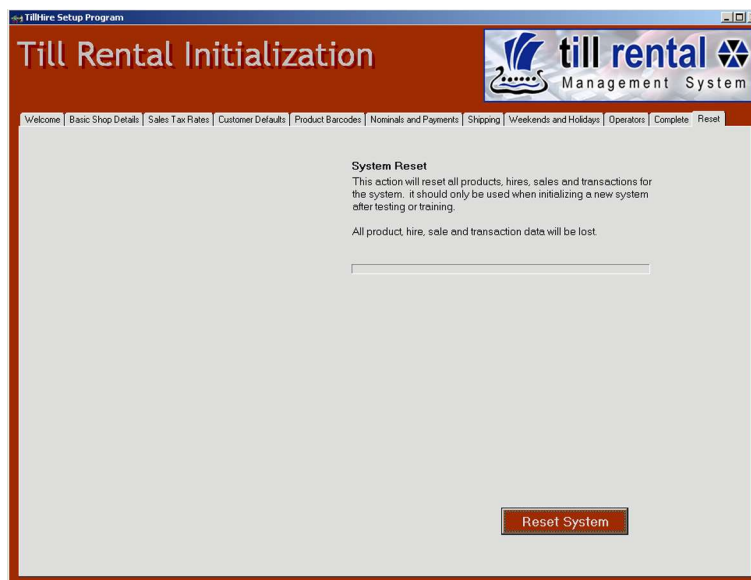 TillHire Setup Program
Till Rental Initialization
till rental
Management System
Welcome
Basic Shop Details
Sales Tax Rates
Customer Defaults
Product Barcodes
Nominals and Payments
Shipping
Weekends and Holidays
Operators
Complete
Reset
System Reset
This action will reset all products, hires, sales and transactions for
the system. it should only be used when initializing a new system
after testing or training.
All product, hire, sale and transaction data will be lost.
Reset System